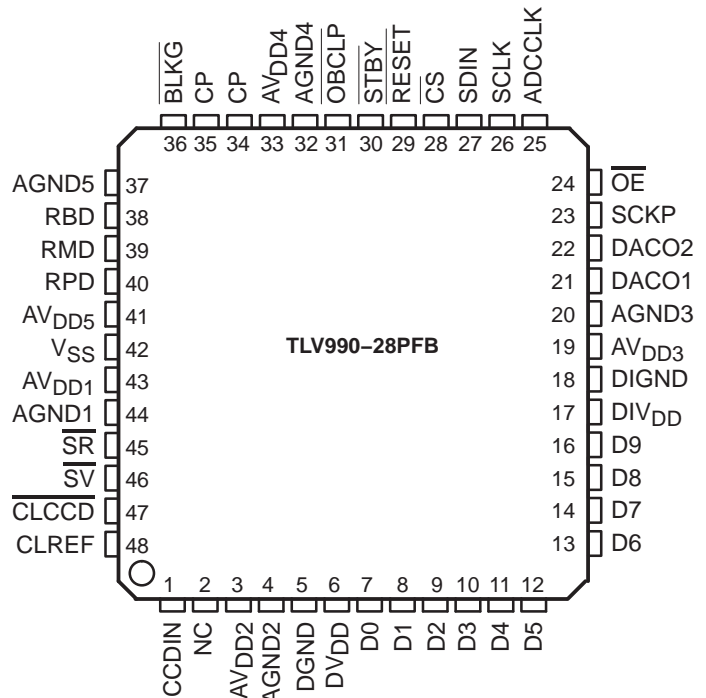 BLKG CP CP AVDD4 AGND4 OBCLP STBY RESET CS SDIN SCLK ADCCLK
36 35 34 33 32 31 30 29 28 27 26 25
AGND5 37 24 OE
RBD 38 23 SCKP
RMD 39 22 DACO2
RPD 40 21 DACO1
AVDD5 41 20 AGND3
VSS 42 TLV990–28PFB 19 AVDD3
AVDD1 43 18 DIGND
AGND1 44 17 DIVDD
SR 45 16 D9
SV 46 15 D8
CLCCD 47 14 D7
CLREF 48 13 D6
1 2 3 4 5 6 7 8 9 10 11 12
CCDIN NC AVDD2 AGND2 DGND DVDD D0 D1 D2 D3 D4 D5